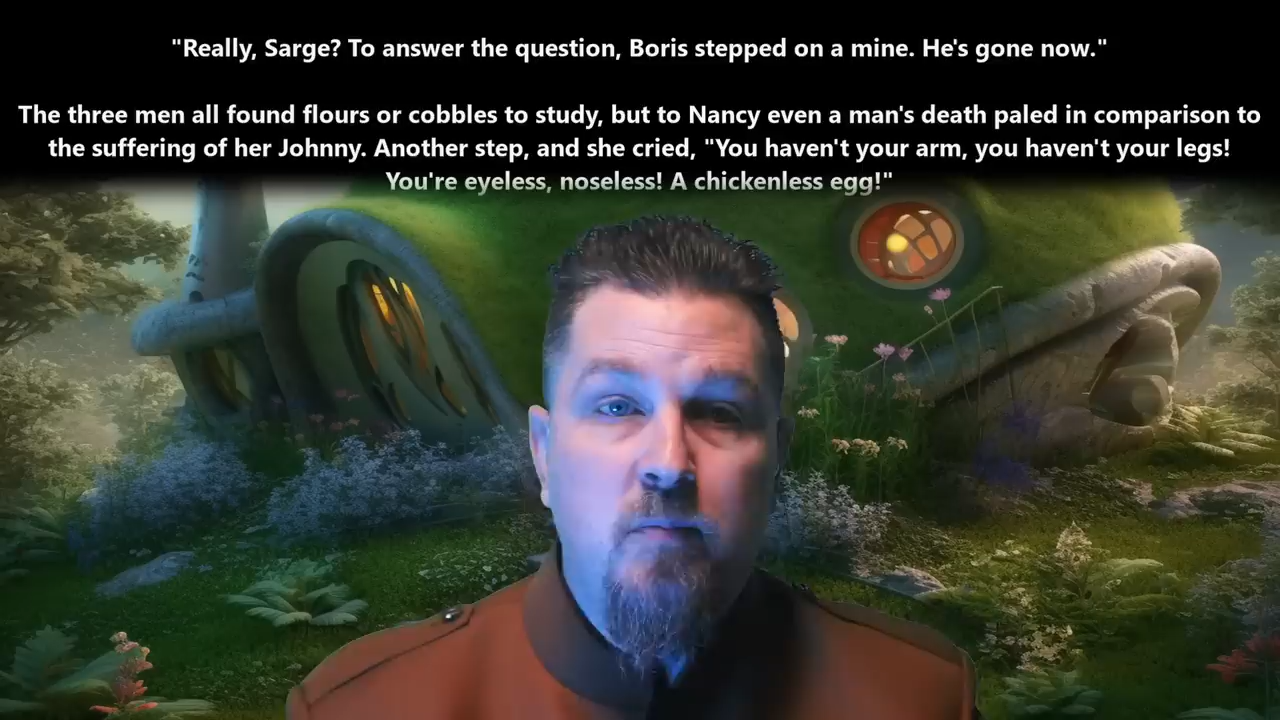 "Really, Sarge? To answer the question, Boris stepped on a mine. He's gone now."
The three men all found flours or cobbles to study, but to Nancy even a man's death paled in comparison to
the suffering of her Johnny. Another step, and she cried, "You haven't your arm, you haven't your legs!
You're eyeless, noseless! A chickenless egg!"